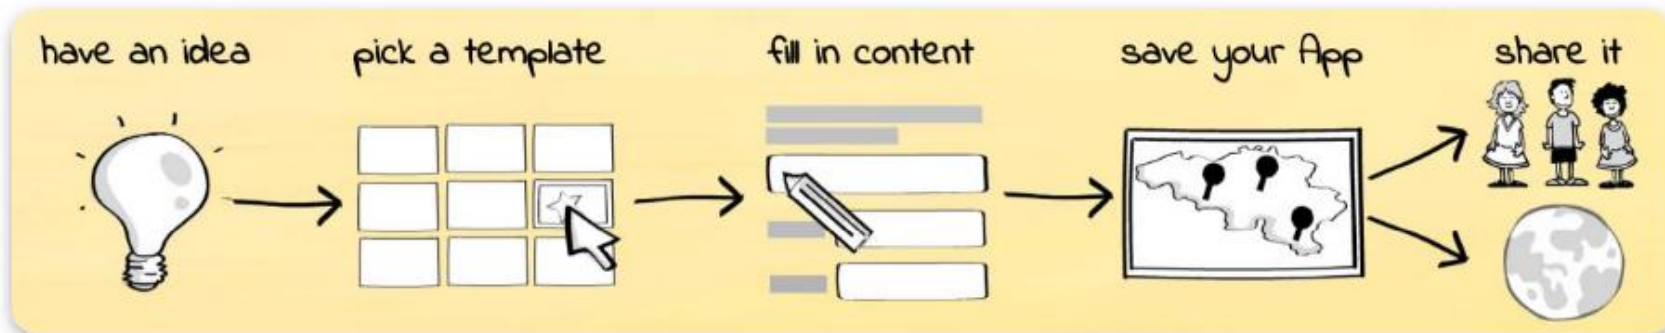 have an idea
pick a template
fill in content
save your App
share it